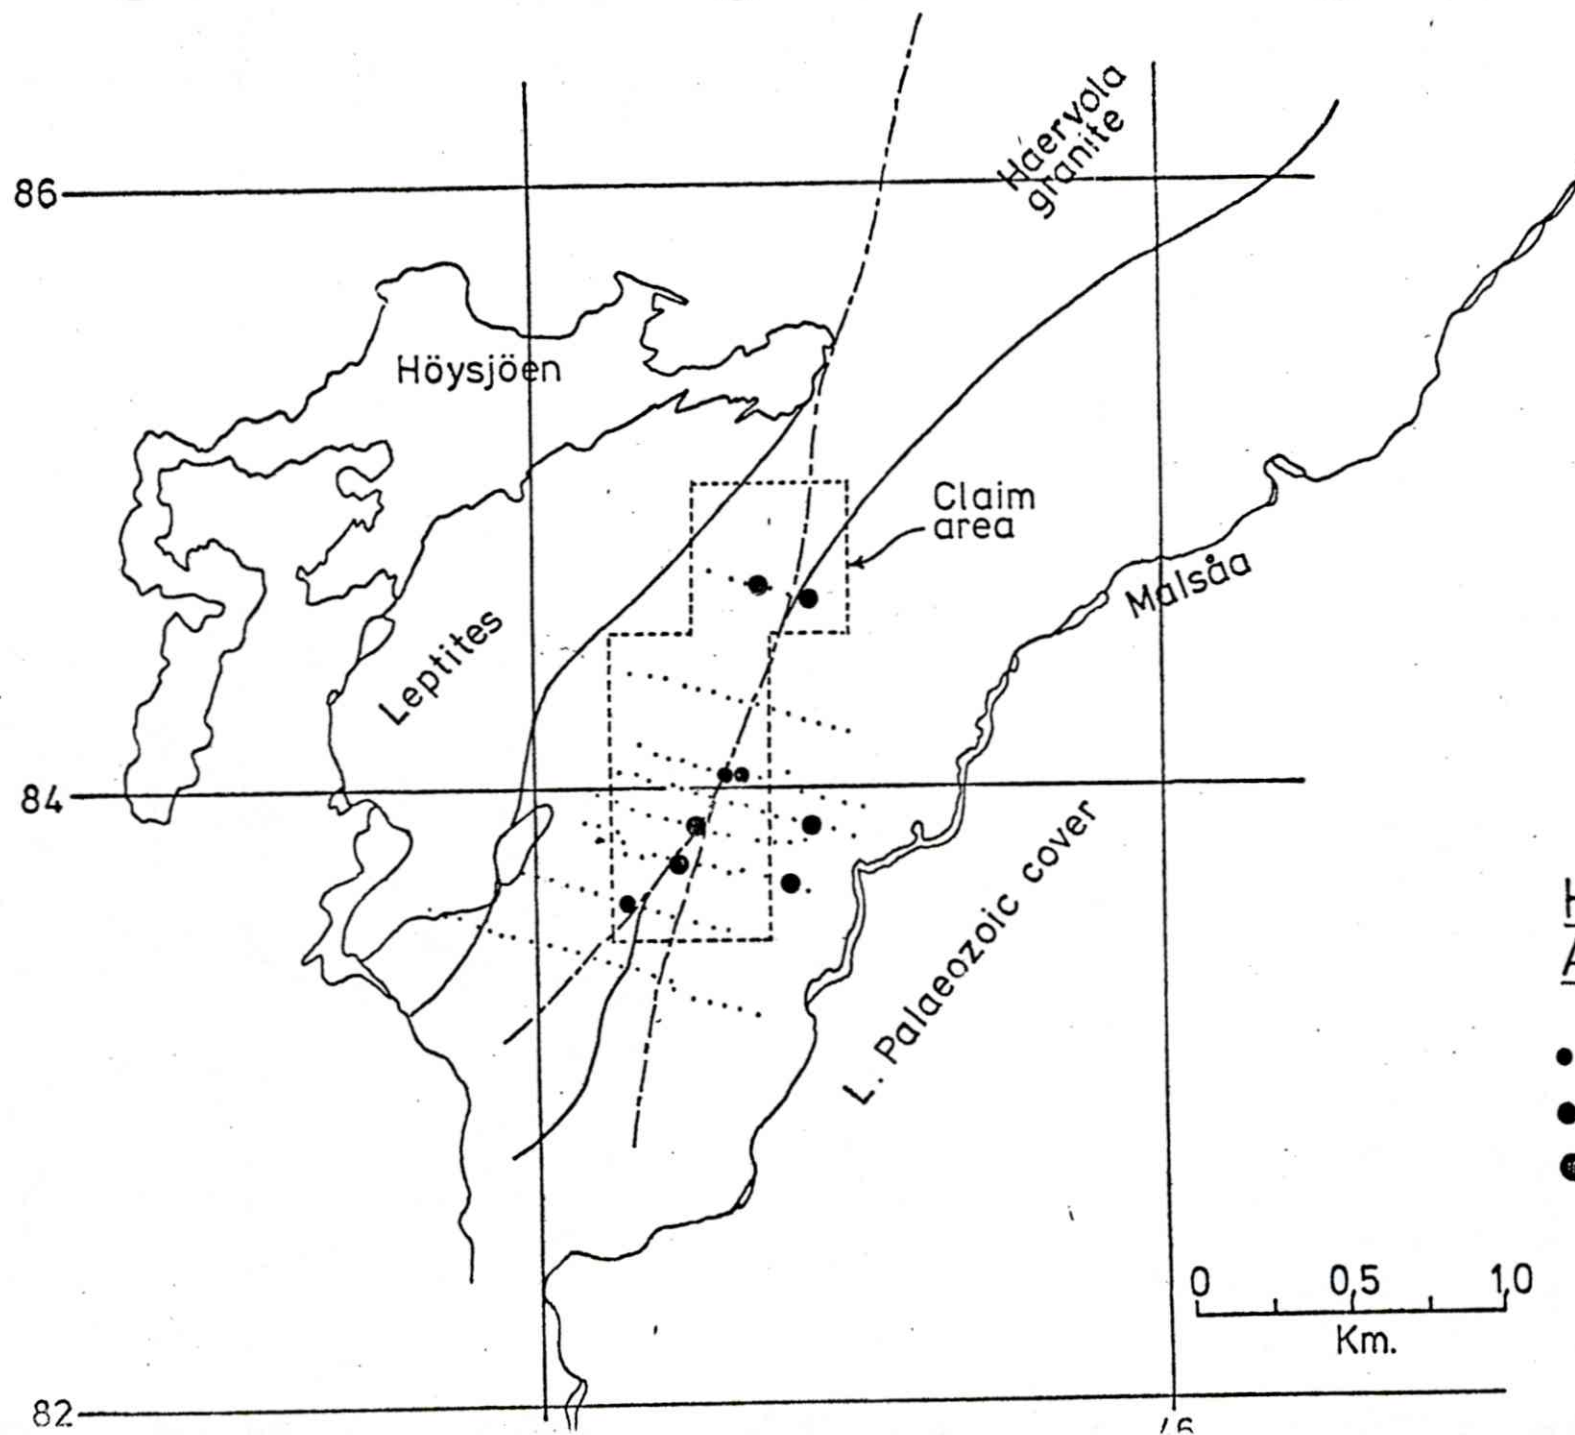 Haervola
granite
86
Höysjöen
Claim
area
Malsåa
Leptites
84
L. Palaeozoic cover
0 0,5 1,0
Km.
82